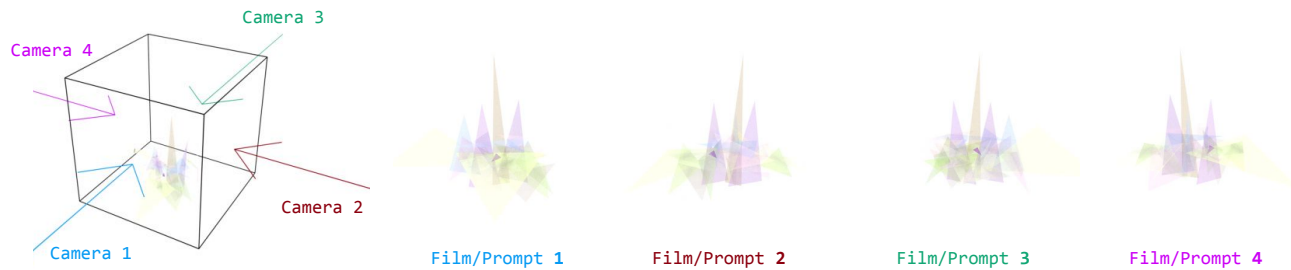 Camera 3
Camera 4
Camera 2
Camera 1
Film/Prompt 1
Film/Prompt 2
Film/Prompt 3
Film/Prompt 4